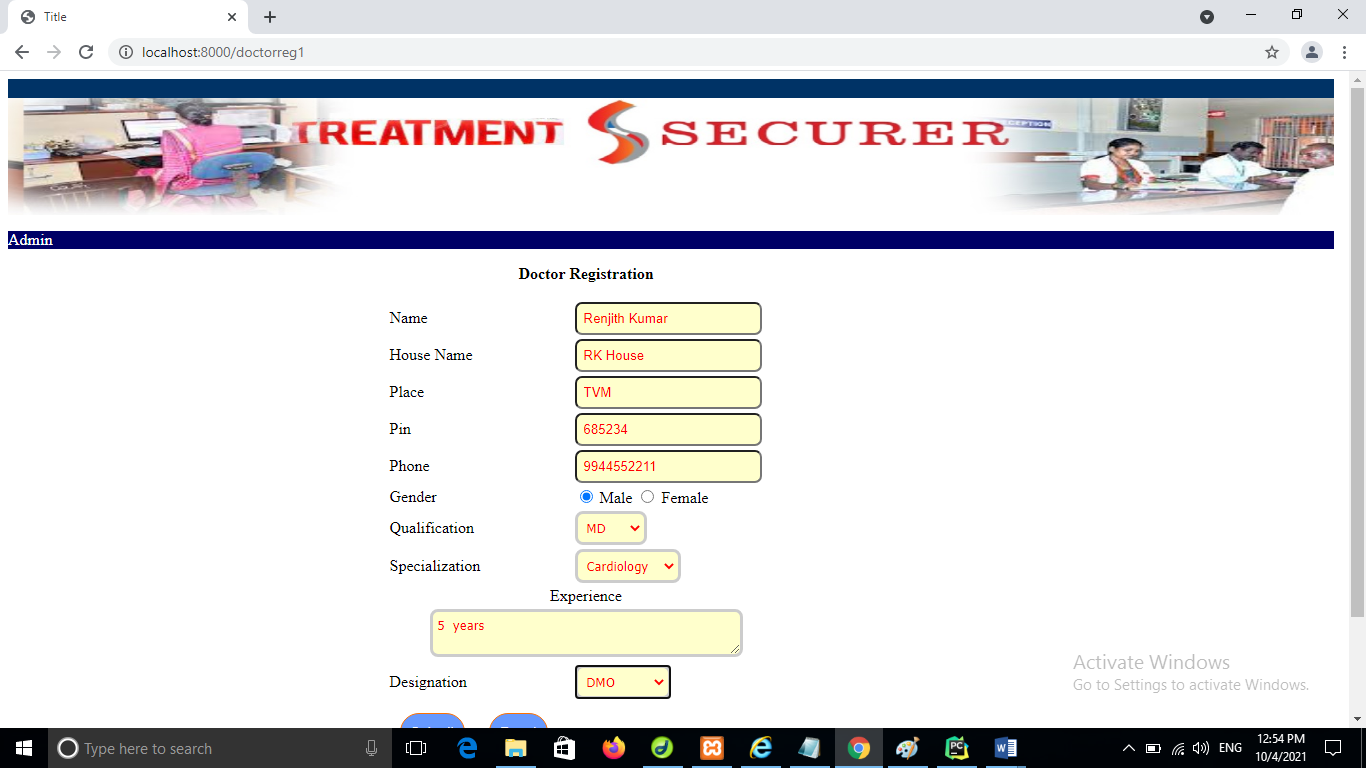 Title
localhost:8000/doctorreg1
TREATMENT SECURER
Admin
Doctor Registration
Name Renjith Kumar
House Name RK House
Place TVM
Pin 685234
Phone 9944552211
Gender Male Female
Qualification MD
Specialization Cardiology
Experience
5 years
Designation DMO
Activate Windows
Go to Settings to activate Windows.
Type here to search
ENG
12:54 PM
10/4/2021